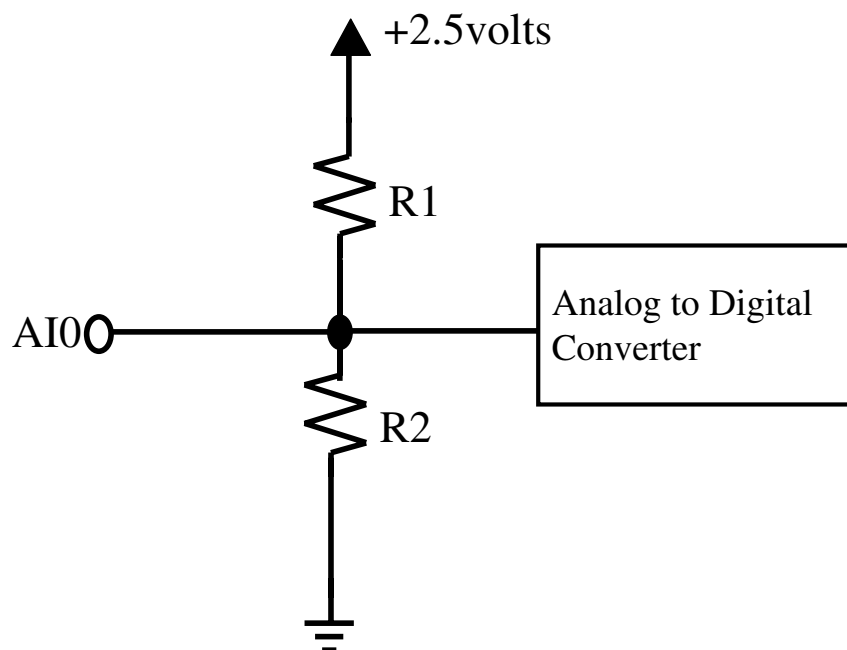 +2.5volts
R1
AI0
Analog to Digital
Converter
R2